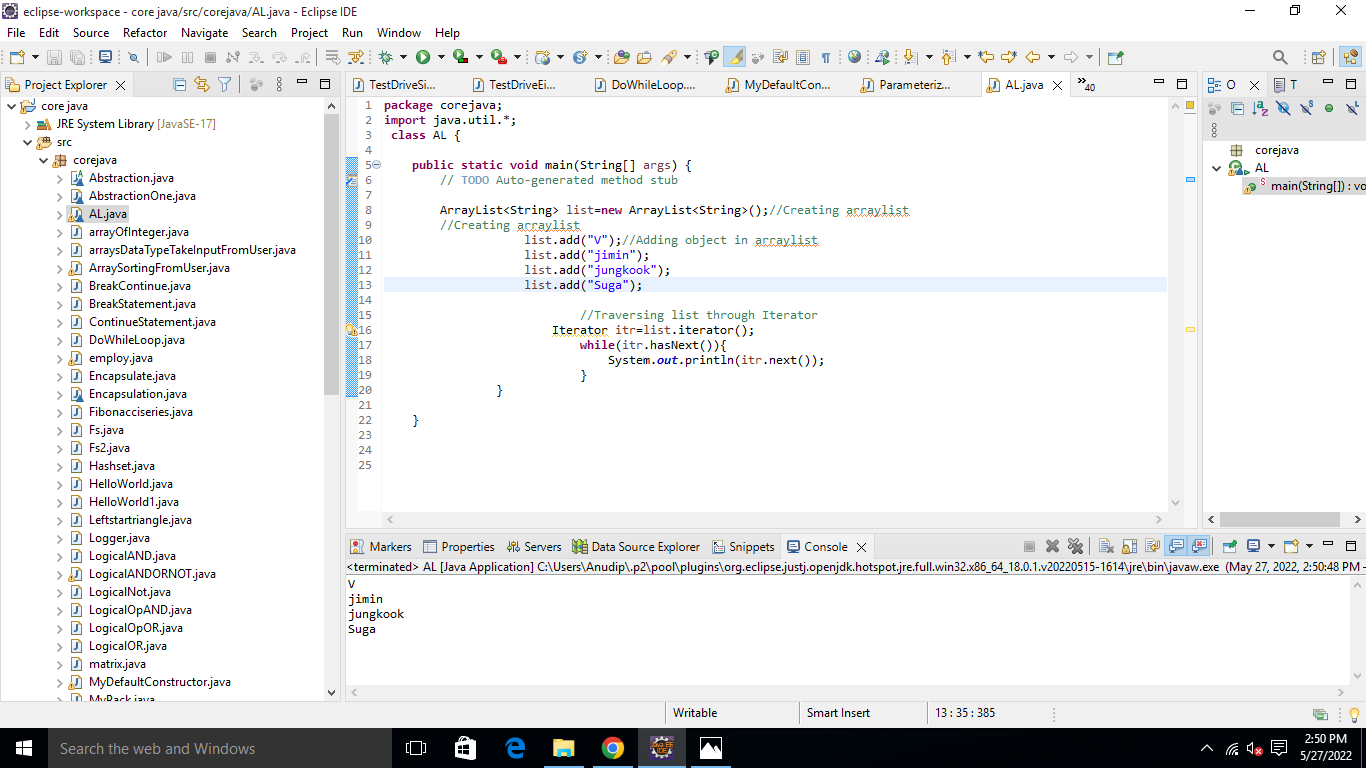 eclipse-workspace - core java/src/corejava/AL.java - Eclipse IDE
File Edit Source Refactor Navigate Search Project Run Window Help
Project Explorer
core java
JRE System Library [JavaSE-17]
src
corejava
Abstraction.java
AbstractionOne.java
AL.java
arrayOfInteger.java
arraysDataTypeTakeInputFromUser.java
ArraySortingFromUser.java
BreakContinue.java
BreakStatement.java
ContinueStatement.java
DoWhileLoop.java
employ.java
Encapsulate.java
Encapsulation.java
Fibonacciseries.java
Fs.java
Fs2.java
Hashset.java
HelloWorld.java
HelloWorld1.java
Leftstartriangle.java
Logger.java
LogicalAND.java
LogicalANDORNOT.java
LogicalNot.java
LogicalOpAND.java
LogicalOpOR.java
LogicalOR.java
matrix.java
MyDefaultConstructor.java
MyPack.java
TestDriveSi... TestDriveEi... DoWhileLoop.... MyDefaultCon... Parameteriz... AL.java »40
1 package corejava;
2 import java.util.*;
3 class AL {
4
5 public static void main(String[] args) {
6 // TODO Auto-generated method stub
7
8 ArrayList<String> list=new ArrayList<String>();//Creating arraylist
9 //Creating arraylist
10 list.add("V");//Adding object in arraylist
11 list.add("jimin");
12 list.add("jungkook");
13 list.add("Suga");
14
15 //Traversing list through Iterator
16 Iterator itr=list.iterator();
17 while(itr.hasNext()){
18 System.out.println(itr.next());
19 }
20 }
21
22 }
23
24
25
O T
corejava
AL
main(String[]) : vo
Markers Properties Servers Data Source Explorer Snippets Console
<terminated> AL [Java Application] C:\Users\Anudip\.p2\pool\plugins\org.eclipse.justj.openjdk.hotspot.jre.full.win32.x86_64_18.0.1.v20220515-1614\jre\bin\javaw.exe (May 27, 2022, 2:50:48 PM –
V
jimin
jungkook
Suga
Writable Smart Insert 13 : 35 : 385
Search the web and Windows
2:50 PM
5/27/2022